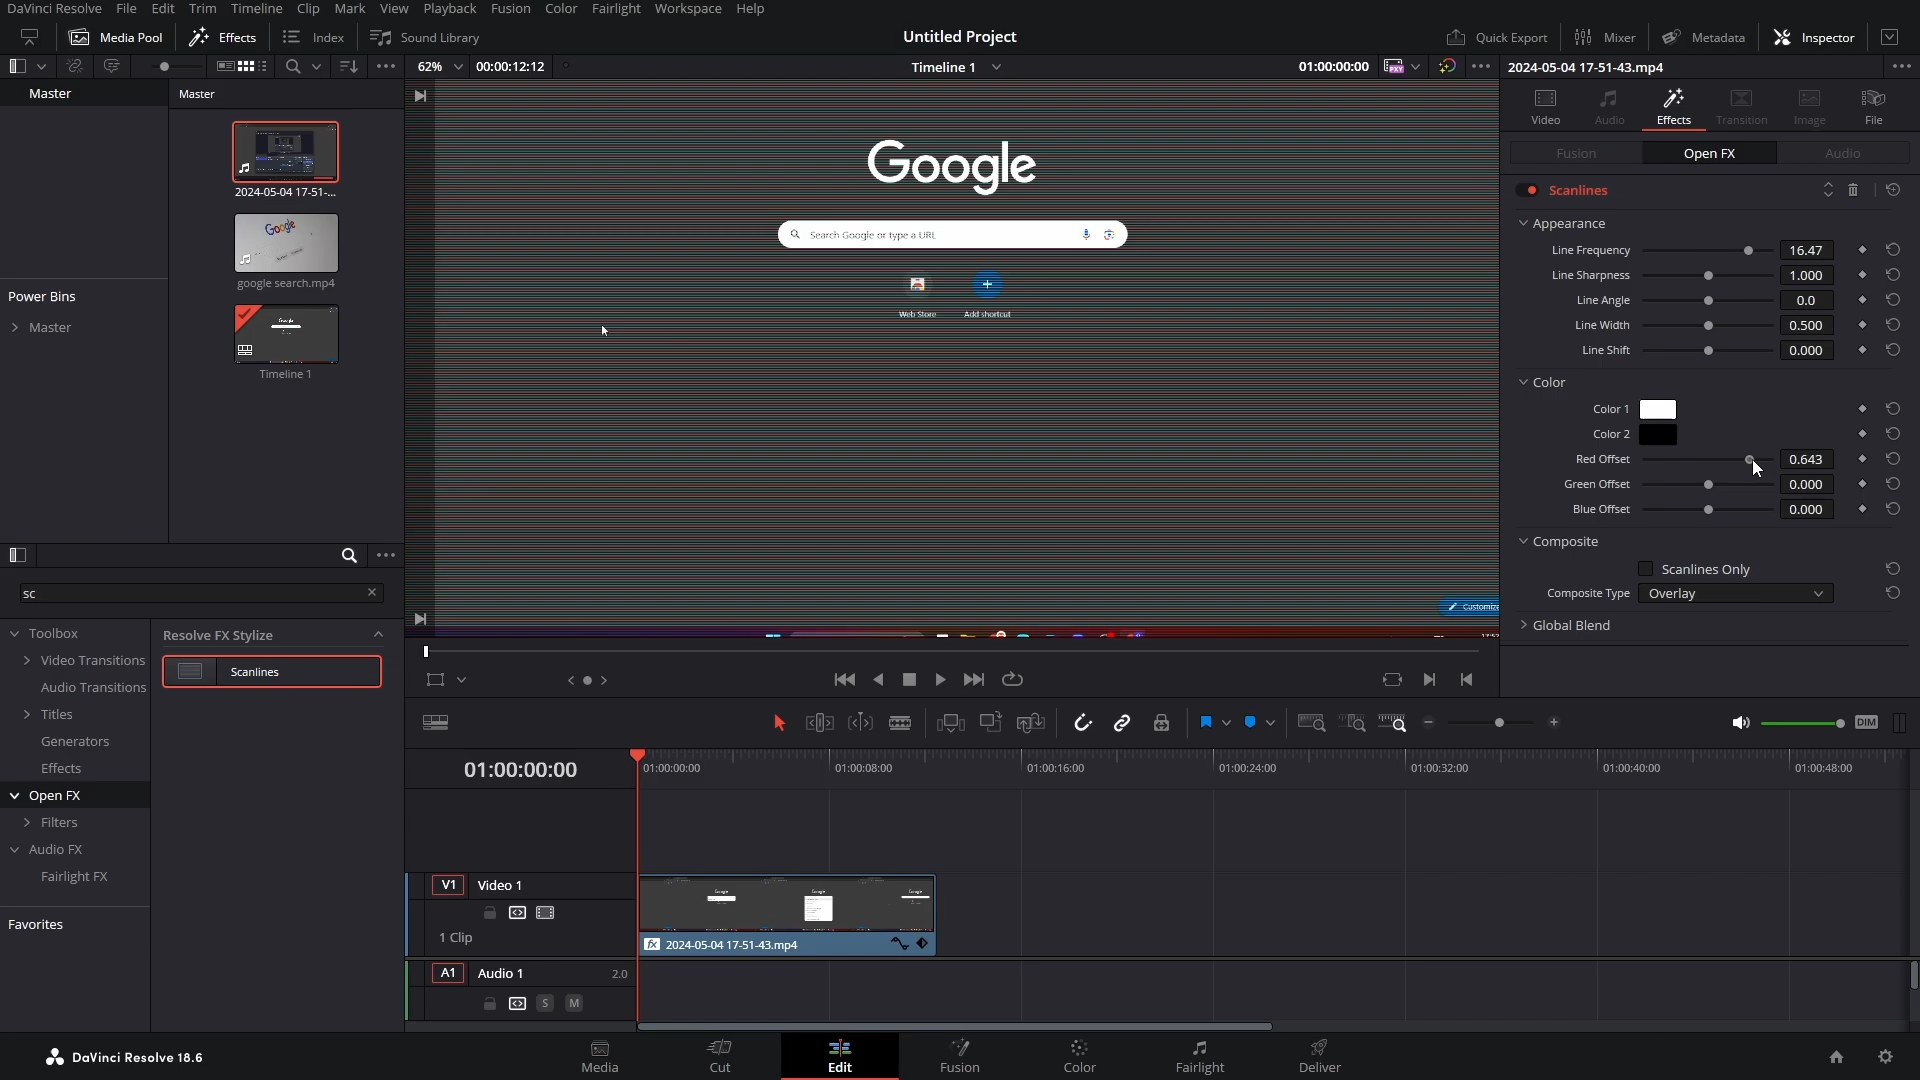 DaVinci Resolve File Edit Trim Timeline Clip Mark View Playback Fusion Color Fairlight Workspace Help
Media Pool Effects Index Sound Library Untitled Project Quick Export Mixer Metadata Inspector
62% 00:00:12:12 Timeline 1 01:00:00:00 2024-05-04 17-51-43.mp4
Master
Master
2024-05-04 17-51-...
google search.mp4
Timeline 1
Power Bins
Master
Google
Search Google or type a URL
Web Store Add shortcut
Customize
Video Audio Effects Transition Image File
Fusion Open FX Audio
Scanlines
Appearance
Line Frequency 16.47
Line Sharpness 1.000
Line Angle 0.0
Line Width 0.500
Line Shift 0.000
Color
Color 1
Color 2
Red Offset 0.643
Green Offset 0.000
Blue Offset 0.000
Composite
Scanlines Only
Composite Type Overlay
Global Blend
sc
Toolbox
Video Transitions
Audio Transitions
Titles
Generators
Effects
Open FX
Filters
Audio FX
Fairlight FX
Favorites
Resolve FX Stylize
Scanlines
DIM
01:00:00:00
01:00:00:00 01:00:08:00 01:00:16:00 01:00:24:00 01:00:32:00 01:00:40:00 01:00:48:00
V1 Video 1
1 Clip
fx 2024-05-04 17-51-43.mp4
A1 Audio 1 2.0
S M
DaVinci Resolve 18.6
Media Cut Edit Fusion Color Fairlight Deliver